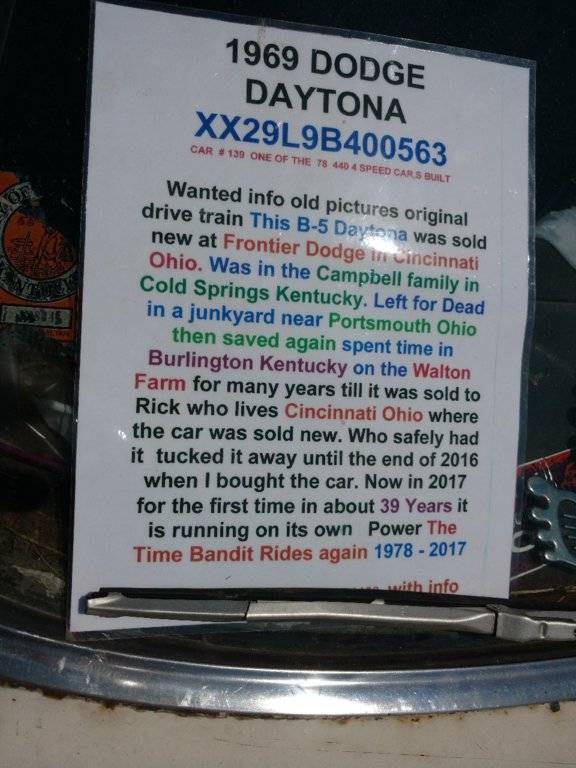 1969 DODGE
DAYTONA
XX29L9B400563
CAR # 139 ONE OF THE 78 440 4 SPEED CAR,S BUILT
Wanted info old pictures original
drive train This B-5 Daytona was sold
new at Frontier Dodge in Cincinnati
Ohio. Was in the Campbell family in
Cold Springs Kentucky. Left for Dead
in a junkyard near Portsmouth Ohio
then saved again spent time in
Burlington Kentucky on the Walton
Farm for many years till it was sold to
Rick who lives Cincinnati Ohio where
the car was sold new. Who safely had
it tucked it away until the end of 2016
when I bought the car. Now in 2017
for the first time in about 39 Years it
is running on its own Power The
Time Bandit Rides again 1978 - 2017
with info